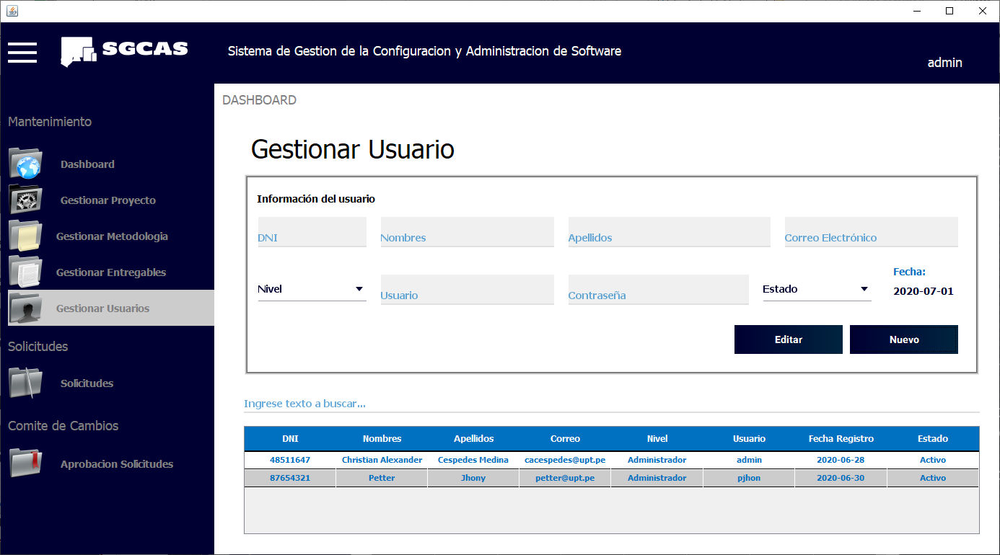 SGCAS
Sistema de Gestion de la Configuracion y Administracion de Software
admin
Mantenimiento
Dashboard
Gestionar Proyecto
Gestionar Metodologia
Gestionar Entregables
Gestionar Usuarios
Solicitudes
Solicitudes
Comite de Cambios
Aprobacion Solicitudes
DASHBOARD
Gestionar Usuario
Información del usuario
DNI Nombres Apellidos Correo Electrónico
Nivel Usuario Contraseña Estado
Fecha:
2020-07-01
Editar Nuevo
Ingrese texto a buscar...
DNI Nombres Apellidos Correo Nivel Usuario Fecha Registro Estado
48511647 Christian Alexander Cespedes Medina cacespedes@upt.pe Administrador admin 2020-06-28 Activo
87654321 Petter Jhony petter@upt.pe Administrador pjhon 2020-06-30 Activo